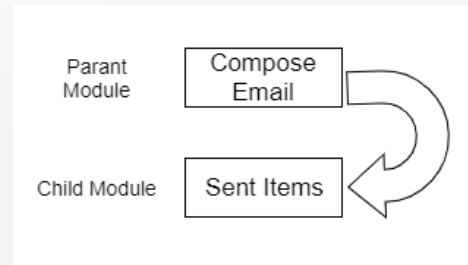 Parant
Module
Compose
Email
Child Module
Sent Items